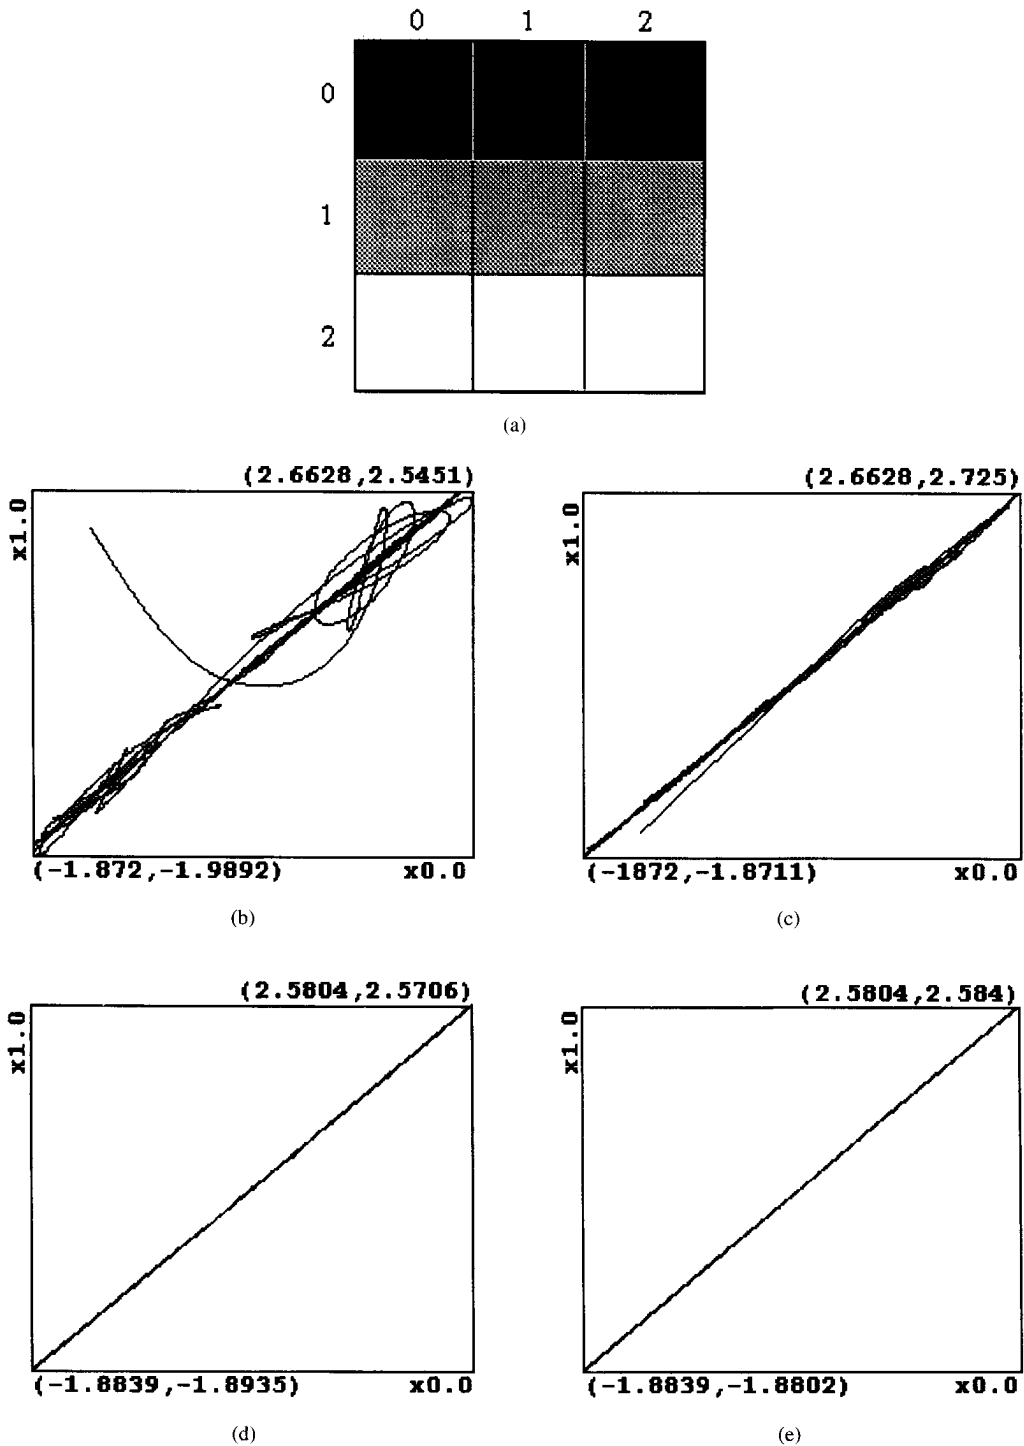 0 1 2
0
1
2
(a)
(2.6628,2.5451)
x1.0
(-1.872,-1.9892) x0.0
(b)
(2.6628,2.725)
x1.0
(-1872,-1.8711) x0.0
(c)
(2.5804,2.5706)
x1.0
(-1.8839,-1.8935) x0.0
(d)
(2.5804,2.584)
x1.0
(-1.8839,-1.8802) x0.0
(e)